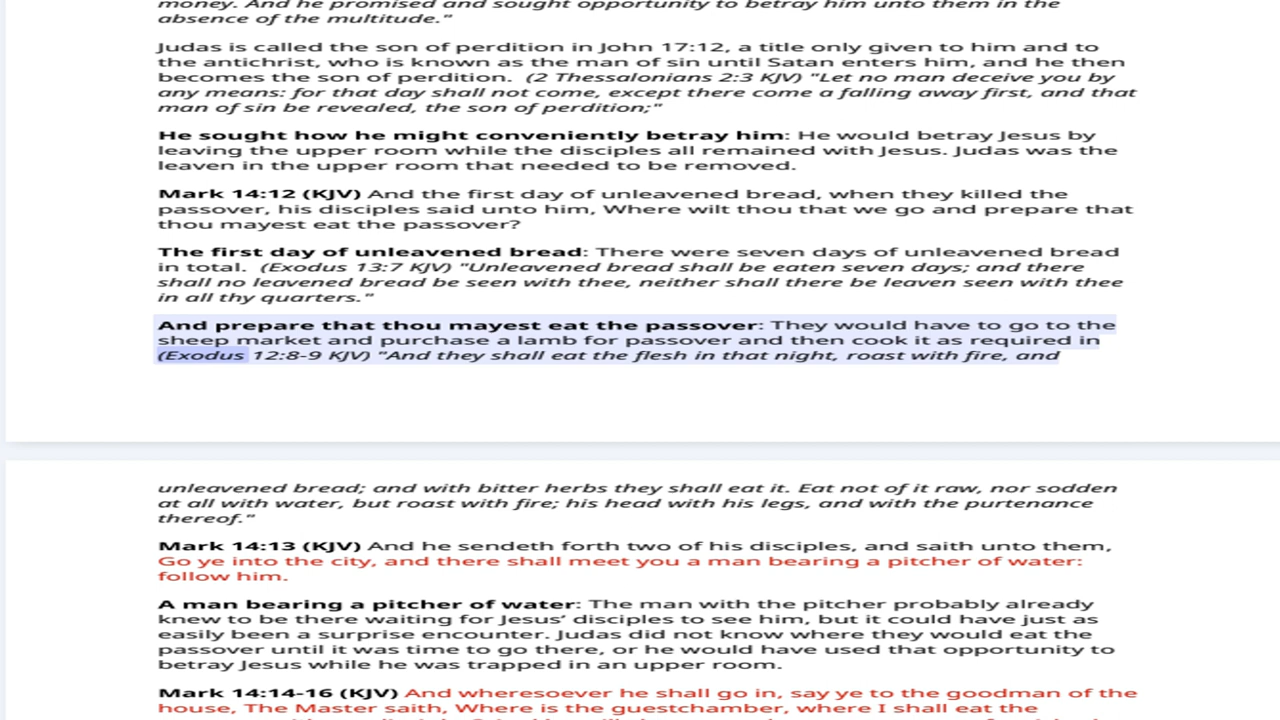 money. And he promised and sought opportunity to betray him unto them in the
absence of the multitude."
Judas is called the son of perdition in John 17:12, a title only given to him and to
the antichrist, who is known as the man of sin until Satan enters him, and he then
becomes the son of perdition. (2 Thessalonians 2:3 KJV) "Let no man deceive you by
any means: for that day shall not come, except there come a falling away first, and that
man of sin be revealed, the son of perdition;"
He sought how he might conveniently betray him: He would betray Jesus by
leaving the upper room while the disciples all remained with Jesus. Judas was the
leaven in the upper room that needed to be removed.
Mark 14:12 (KJV) And the first day of unleavened bread, when they killed the
passover, his disciples said unto him, Where wilt thou that we go and prepare that
thou mayest eat the passover?
The first day of unleavened bread: There were seven days of unleavened bread
in total. (Exodus 13:7 KJV) "Unleavened bread shall be eaten seven days; and there
shall no leavened bread be seen with thee, neither shall there be leaven seen with thee
in all thy quarters."
And prepare that thou mayest eat the passover: They would have to go to the
sheep market and purchase a lamb for passover and then cook it as required in
(Exodus 12:8-9 KJV) "And they shall eat the flesh in that night, roast with fire, and
unleavened bread; and with bitter herbs they shall eat it. Eat not of it raw, nor sodden
at all with water, but roast with fire; his head with his legs, and with the purtenance
thereof."
Mark 14:13 (KJV) And he sendeth forth two of his disciples, and saith unto them,
Go ye into the city, and there shall meet you a man bearing a pitcher of water:
follow him.
A man bearing a pitcher of water: The man with the pitcher probably already
knew to be there waiting for Jesus' disciples to see him, but it could have just as
easily been a surprise encounter. Judas did not know where they would eat the
passover until it was time to go there, or he would have used that opportunity to
betray Jesus while he was trapped in an upper room.
Mark 14:14-16 (KJV) And wheresoever he shall go in, say ye to the goodman of the
house, The Master saith, Where is the guestchamber, where I shall eat the